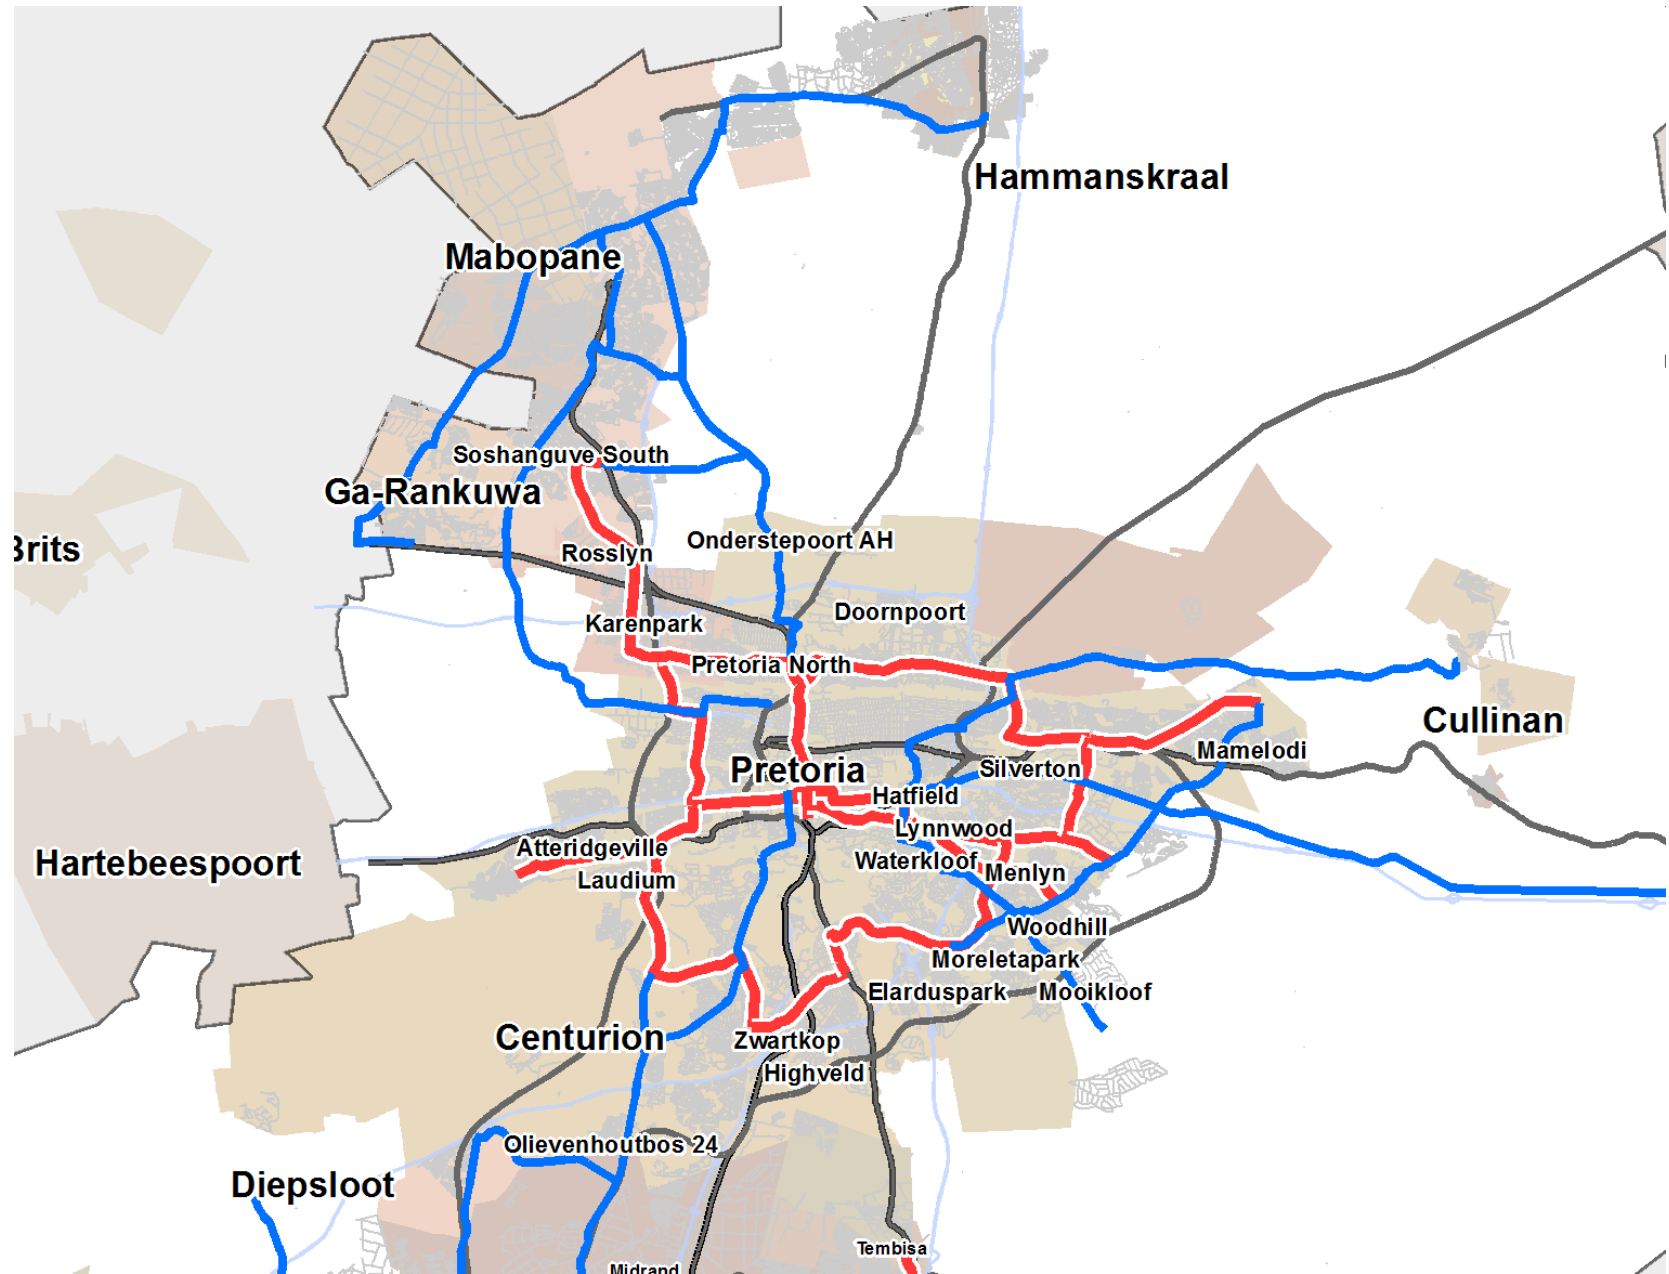 Hammanskraal
Mabopane
Soshanguve South
Ga-Rankuwa
Brits
Rosslyn
Onderstepoort AH
Karenpark
Doornpoort
Pretoria North
Cullinan
Mamelodi
Pretoria
Silverton
Hatfield
Lynnwood
Atteridgeville
Waterkloof
Hartebeespoort
Menlyn
Laudium
Woodhill
Moreletapark
Elarduspark
Mooikloof
Centurion
Zwartkop
Highveld
Olievenhoutbos 24
Diepsloot
Tembisa
Midrand